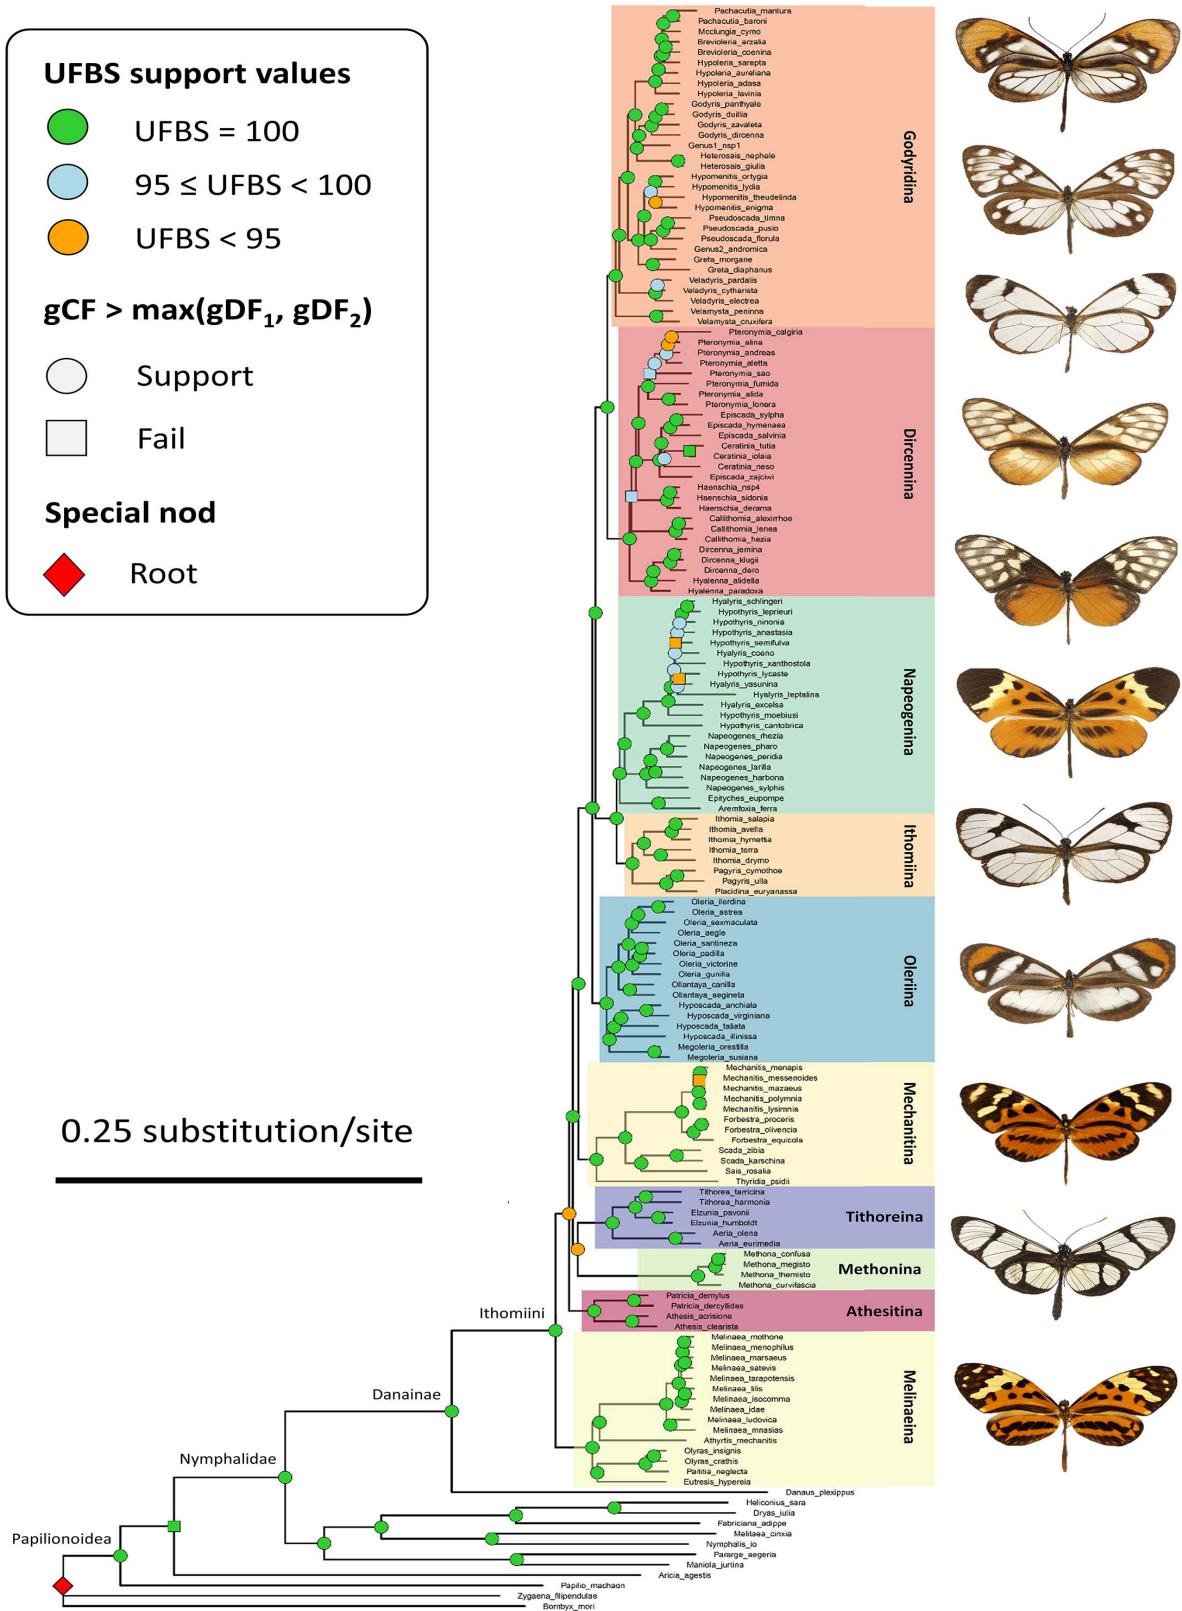 UFBS support values
UFBS = 100
95 ≤ UFBS < 100
UFBS < 95
gCF > max(gDF₁, gDF₂)
Support
Fail
Special nod
Root
0.25 substitution/site
Papilionoidea
Nymphalidae
Danainae
Ithomiini
Pachacutia_mantura
Pachacutia_baroni
Mcclungia_cymo
Brevioleria_arzalia
Brevioleria_coenina
Hypoleria_sarepta
Hypoleria_aureliana
Hypoleria_adasa
Hypoleria_lavinia
Godyris_panthyale
Godyris_duillia
Godyris_zavaleta
Godyris_dircenna
Genus1_nsp1
Heterosais_nephele
Heterosais_giulia
Hypomenitis_ortygia
Hypomenitis_lydia
Hypomenitis_theudelinda
Hypomenitis_enigma
Pseudoscada_timna
Pseudoscada_pusio
Pseudoscada_florula
Genus2_andromica
Greta_morgane
Greta_diaphanus
Veladyris_pardalis
Veladyris_cytharista
Veladyris_electrea
Velamysta_peninna
Velamysta_cruxifera
Godyridina
Pteronymia_calgiria
Pteronymia_alina
Pteronymia_andreas
Pteronymia_aletta
Pteronymia_sao
Pteronymia_fumida
Pteronymia_alida
Pteronymia_lonera
Episcada_sylpha
Episcada_hymenaea
Episcada_salvinia
Ceratinia_tutia
Ceratinia_iolaia
Ceratinia_neso
Episcada_zajciwi
Haenschia_nsp4
Haenschia_sidonia
Haenschia_derama
Callithomia_alexirrhoe
Callithomia_lenea
Callithomia_hezia
Dircenna_jemina
Dircenna_klugii
Dircenna_dero
Hyalenna_alidella
Hyalenna_paradoxa
Dircennina
Hyalyris_schlingeri
Hypothyris_leprieuri
Hypothyris_ninonia
Hypothyris_anastasia
Hypothyris_semifulva
Hyalyris_coeno
Hypothyris_xanthostola
Hypothyris_lycaste
Hyalyris_yasunina
Hyalyris_leptalina
Hyalyris_excelsa
Hypothyris_moebiusi
Hypothyris_cantobrica
Napeogenes_rhezia
Napeogenes_pharo
Napeogenes_peridia
Napeogenes_larilla
Napeogenes_harbona
Napeogenes_sylphis
Epityches_eupompe
Aremfoxia_ferra
Napeogenina
Ithomia_salapia
Ithomia_avella
Ithomia_hymettia
Ithomia_terra
Ithomia_drymo
Pagyris_cymothoe
Pagyris_ulla
Placidina_euryanassa
Ithomiina
Oleria_ilerdina
Oleria_astrea
Oleria_sexmaculata
Oleria_aegle
Oleria_santineza
Oleria_padilla
Oleria_victorine
Oleria_gunilla
Ollantaya_canilla
Ollantaya_aegineta
Hyposcada_anchiala
Hyposcada_virginiana
Hyposcada_taliata
Hyposcada_illinissa
Megoleria_orestilla
Megoleria_susiana
Oleriina
Mechanitis_menapis
Mechanitis_messenoides
Mechanitis_mazaeus
Mechanitis_polymnia
Mechanitis_lysimnia
Forbestra_proceris
Forbestra_olivencia
Forbestra_equicola
Scada_zibia
Scada_karschina
Sais_rosalia
Thyridia_psidii
Mechanitina
Tithorea_tarricina
Tithorea_harmonia
Elzunia_pavonii
Elzunia_humboldt
Aeria_olena
Aeria_eurimedia
Tithoreina
Methona_confusa
Methona_megisto
Methona_themisto
Methona_curvifascia
Methonina
Patricia_demylus
Patricia_dercyllidas
Athesis_acrisione
Athesis_clearista
Athesitina
Melinaea_mothone
Melinaea_menophilus
Melinaea_marsaeus
Melinaea_satevis
Melinaea_tarapotensis
Melinaea_lilis
Melinaea_isocomma
Melinaea_idae
Melinaea_ludovica
Melinaea_mnasias
Athyrtis_mechanitis
Olyras_insignis
Olyras_crathis
Paititia_neglecta
Eutresis_hypereia
Melinaeina
Danaus_plexippus
Heliconius_sara
Dryas_iulia
Fabriciana_adippe
Melitaea_cinxia
Nymphalis_io
Pararge_aegeria
Maniola_jurtina
Aricia_agestis
Papilio_machaon
Zygaena_filipendulae
Bombyx_mori